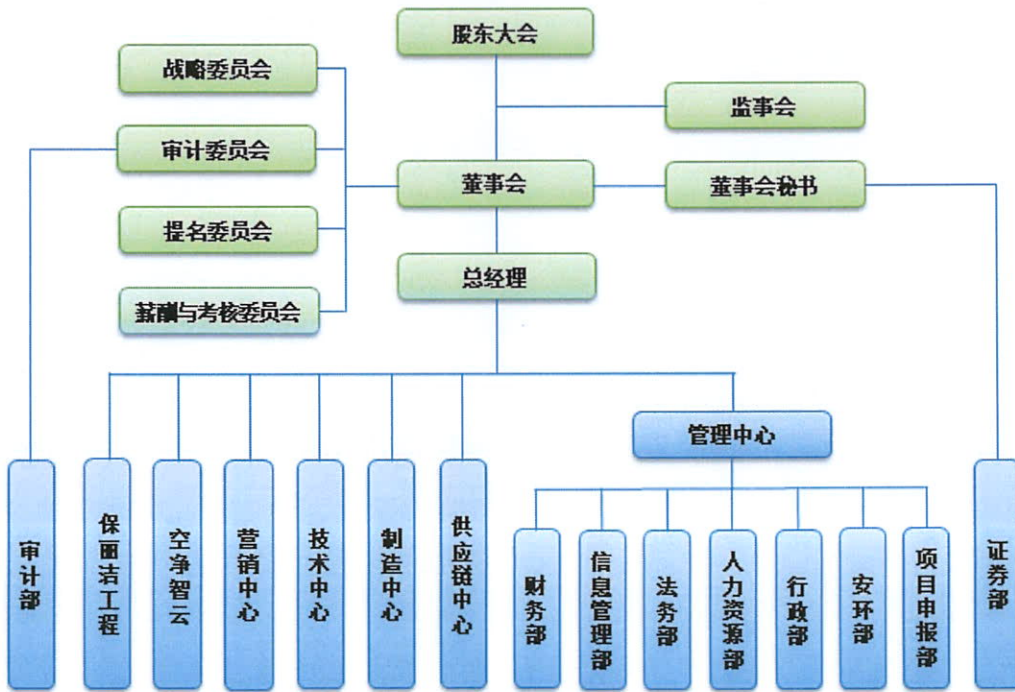 股东大会
战略委员会
监事会
审计委员会
董事会
董事会秘书
提名委员会
总经理
薪酬与考核委员会
管理中心
审计部
保丽洁工程
空净智云
营销中心
技术中心
制造中心
供应链中心
财务部
信息管理部
法务部
人力资源部
行政部
安环部
项目申报部
证券部